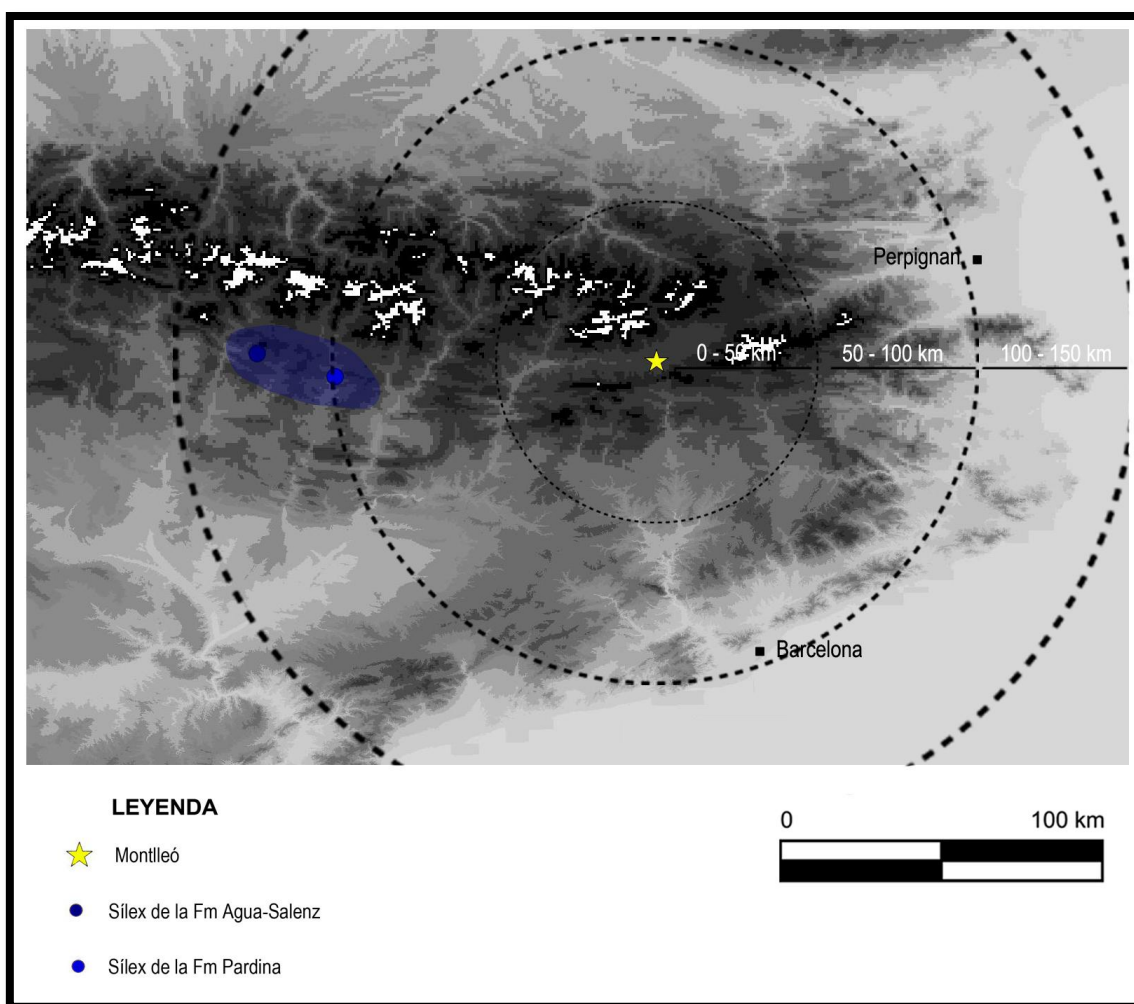 Perpignan
0 - 50 km
50 - 100 km
100 - 150 km
Barcelona
LEYENDA
Montlleó
Sílex de la Fm Agua-Salenz
Sílex de la Fm Pardina
0
100 km